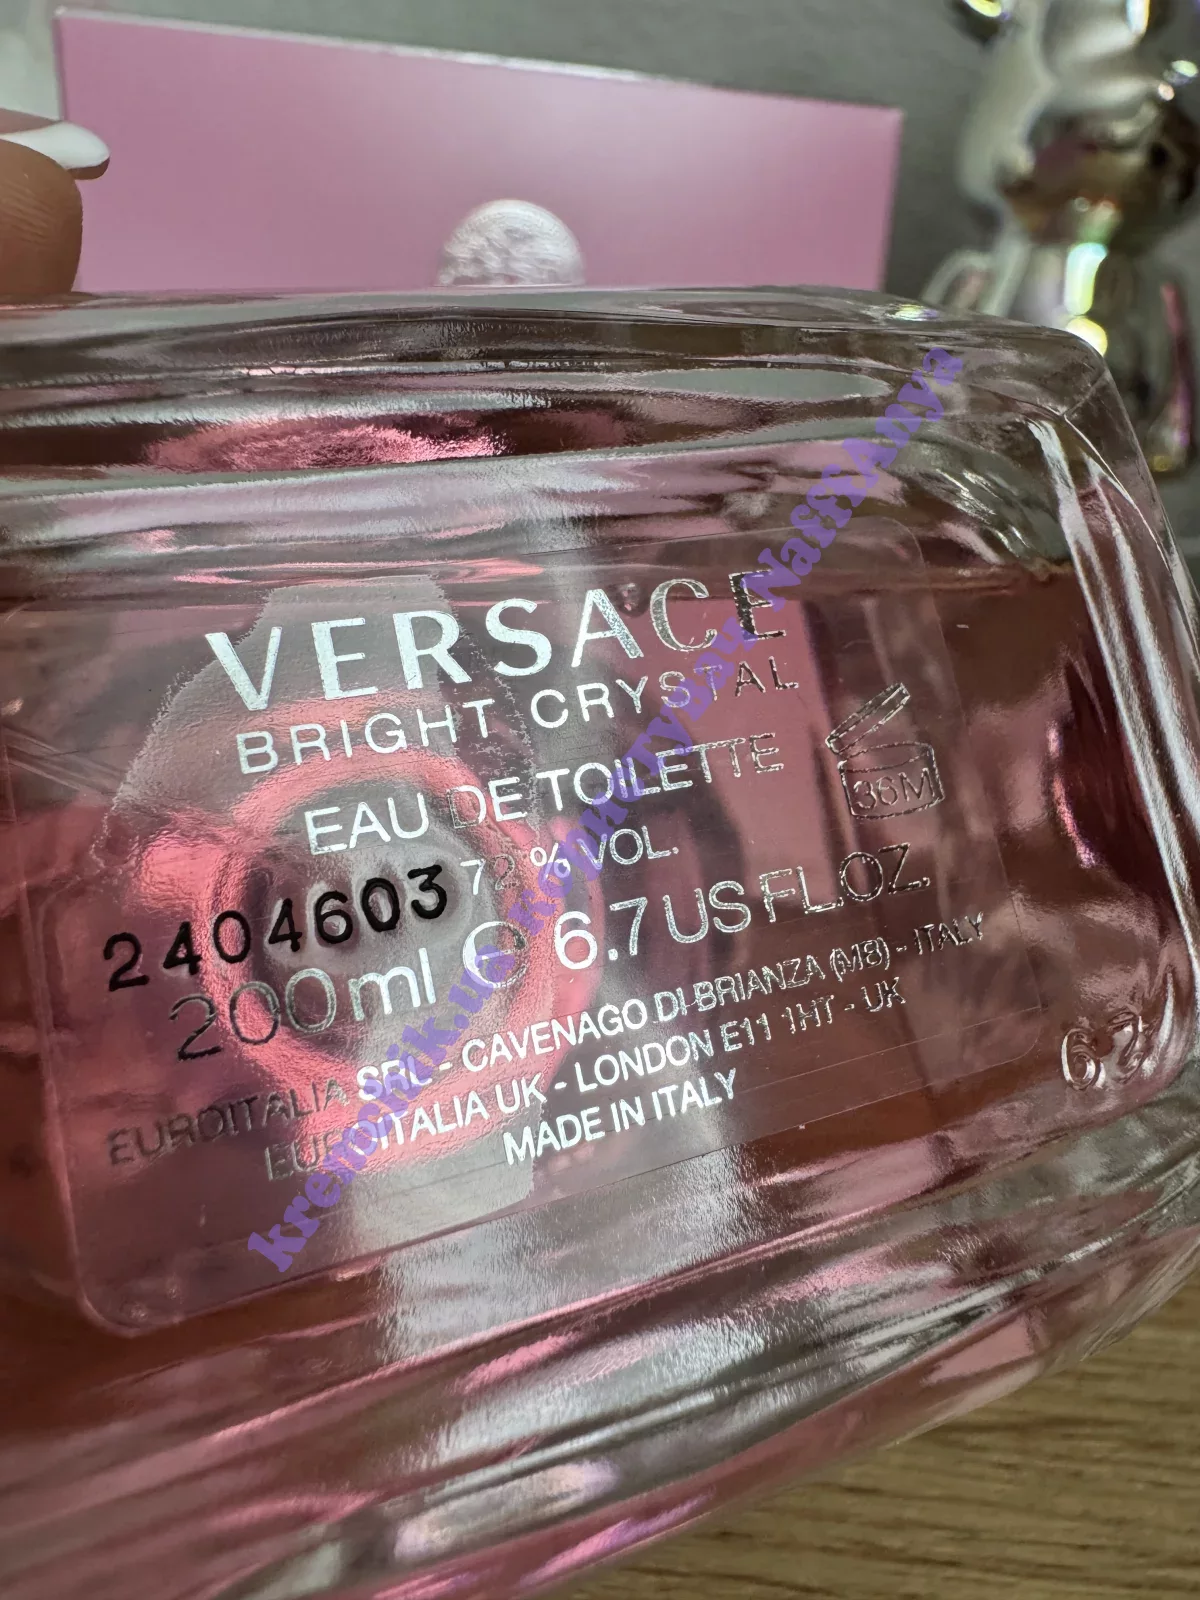 VERSACE
BRIGHT CRYSTAL
EAU DE TOILETTE
36M
2404603 72 % VOL.
200ml e 6.7 US FL.OZ.
EUROITALIA SRL - CAVENAGO DI BRIANZA (MB) - ITALY
EUROITALIA UK - LONDON E11 1HT - UK
MADE IN ITALY